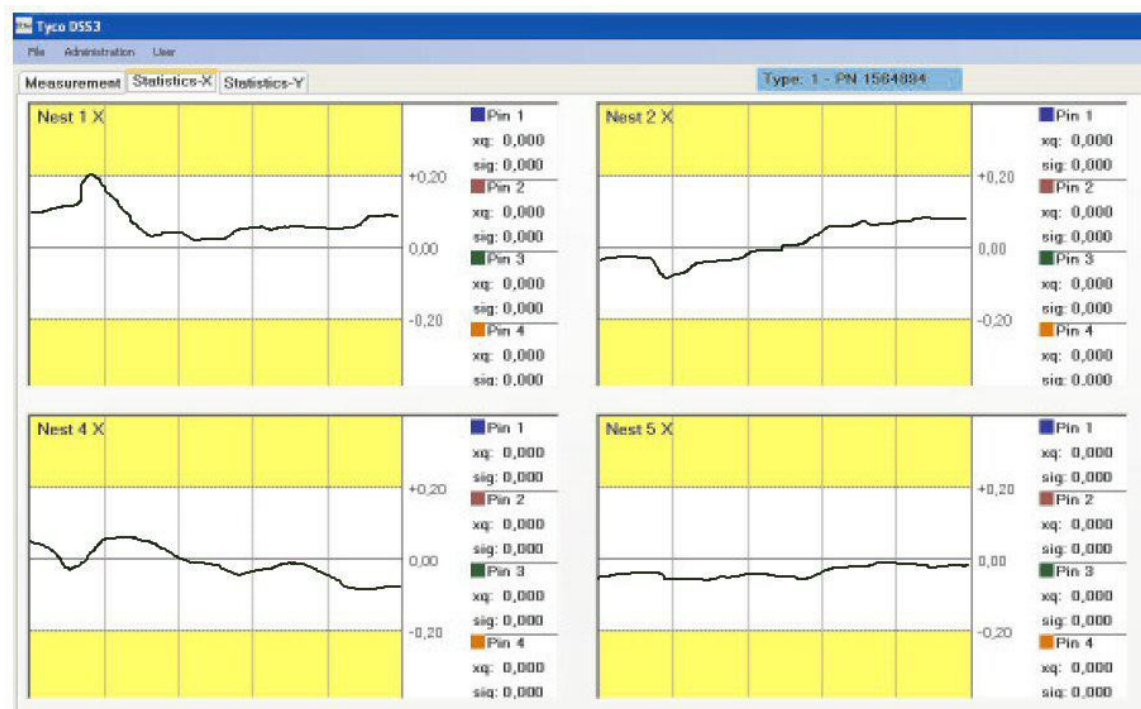 Tyco DSS3
File Administration User
Measurement Statistics-X Statistics-Y
Type: 1 - PN 1564884
Nest 1 X
+0,20
0,00
-0,20
Pin 1
xq: 0,000
sig: 0,000
Pin 2
xq: 0,000
sig: 0,000
Pin 3
xq: 0,000
sig: 0,000
Pin 4
xq: 0,000
sig: 0,000
Nest 2 X
+0,20
0,00
-0,20
Pin 1
xq: 0,000
sig: 0,000
Pin 2
xq: 0,000
sig: 0,000
Pin 3
xq: 0,000
sig: 0,000
Pin 4
xq: 0,000
sig: 0,000
Nest 4 X
+0,20
0,00
-0,20
Pin 1
xq: 0,000
sig: 0,000
Pin 2
xq: 0,000
sig: 0,000
Pin 3
xq: 0,000
sig: 0,000
Pin 4
xq: 0,000
sig: 0,000
Nest 5 X
+0,20
0,00
-0,20
Pin 1
xq: 0,000
sig: 0,000
Pin 2
xq: 0,000
sig: 0,000
Pin 3
xq: 0,000
sig: 0,000
Pin 4
xq: 0,000
sig: 0,000